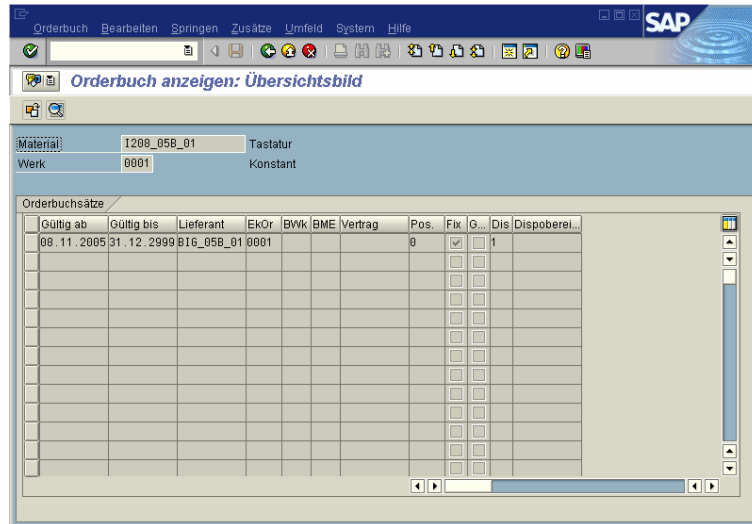 Orderbuch Bearbeiten Springen Zusätze Umfeld System Hilfe
SAP
Orderbuch anzeigen: Übersichtsbild
Material I208_05B_01 Tastatur
Werk 0001 Konstant
Orderbuchsätze
Gültig ab Gültig bis Lieferant EkOr BWk BME Vertrag Pos. Fix G... Dis Dispoberei...
08.11.2005 31.12.2999 BIG_05B_01 0001 0 1